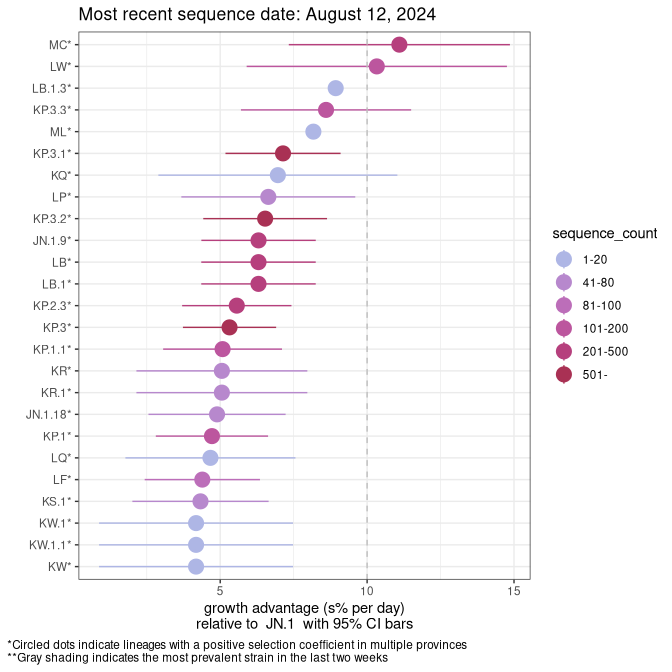 Most recent sequence date: August 12, 2024
MC*
LW*
LB.1.3*
KP.3.3*
ML*
KP.3.1*
KQ*
LP*
KP.3.2*
JN.1.9*
LB*
LB.1*
KP.2.3*
KP.3*
KP.1.1*
KR*
KR.1*
JN.1.18*
KP.1*
LQ*
LF*
KS.1*
KW.1*
KW.1.1*
KW*
5 10 15
growth advantage (s% per day)
relative to JN.1 with 95% CI bars
sequence_count
1-20
41-80
81-100
101-200
201-500
501-
*Circled dots indicate lineages with a positive selection coefficient in multiple provinces
**Gray shading indicates the most prevalent strain in the last two weeks